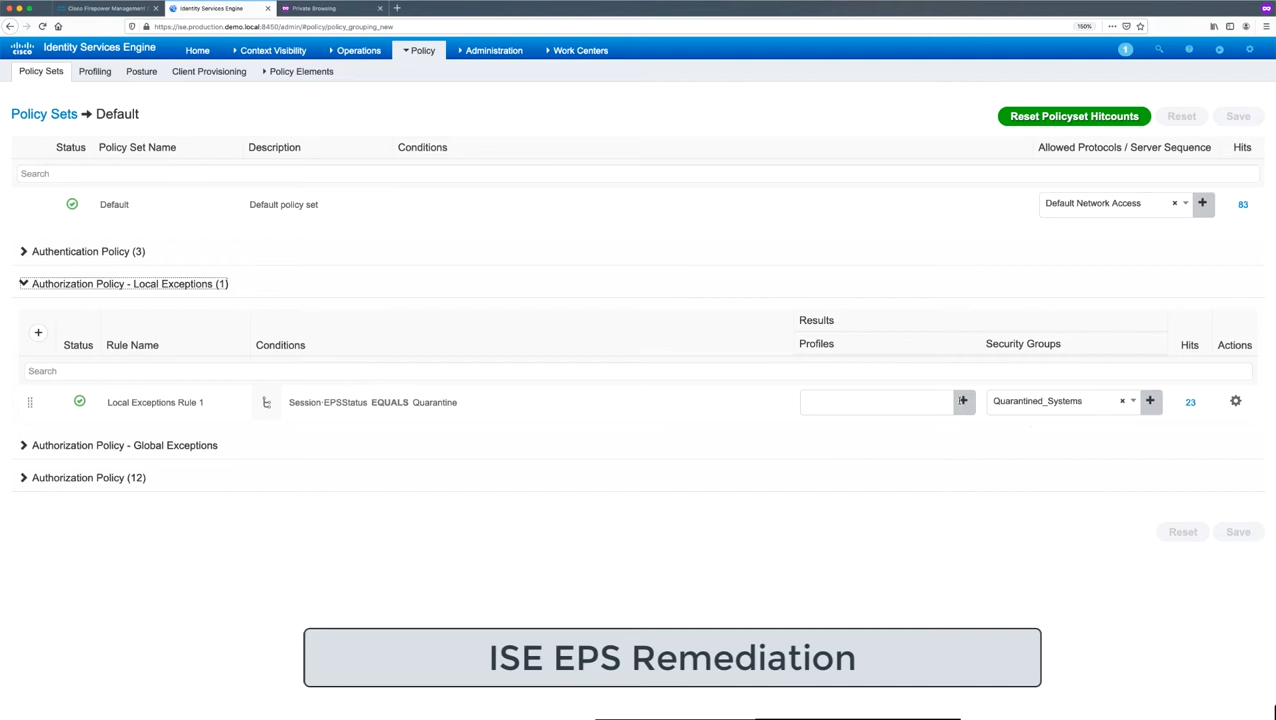 Cisco Firepower Management
Identity Services Engine
Private Browsing
https://ise.production.demo.local:8450/admin/#policy/policy_grouping_new
150%
CISCO
Identity Services Engine
Home
Context Visibility
Operations
Policy
Administration
Work Centers
1
Policy Sets
Profiling
Posture
Client Provisioning
Policy Elements
Policy Sets → Default
Reset Policyset Hitcounts
Reset
Save
Status
Policy Set Name
Description
Conditions
Allowed Protocols / Server Sequence
Hits
Search
Default
Default policy set
Default Network Access
83
Authentication Policy (3)
Authorization Policy - Local Exceptions (1)
Results
Status
Rule Name
Conditions
Profiles
Security Groups
Hits
Actions
Search
Local Exceptions Rule 1
Session·EPSStatus EQUALS Quarantine
Quarantined_Systems
23
Authorization Policy - Global Exceptions
Authorization Policy (12)
Reset
Save
ISE EPS Remediation